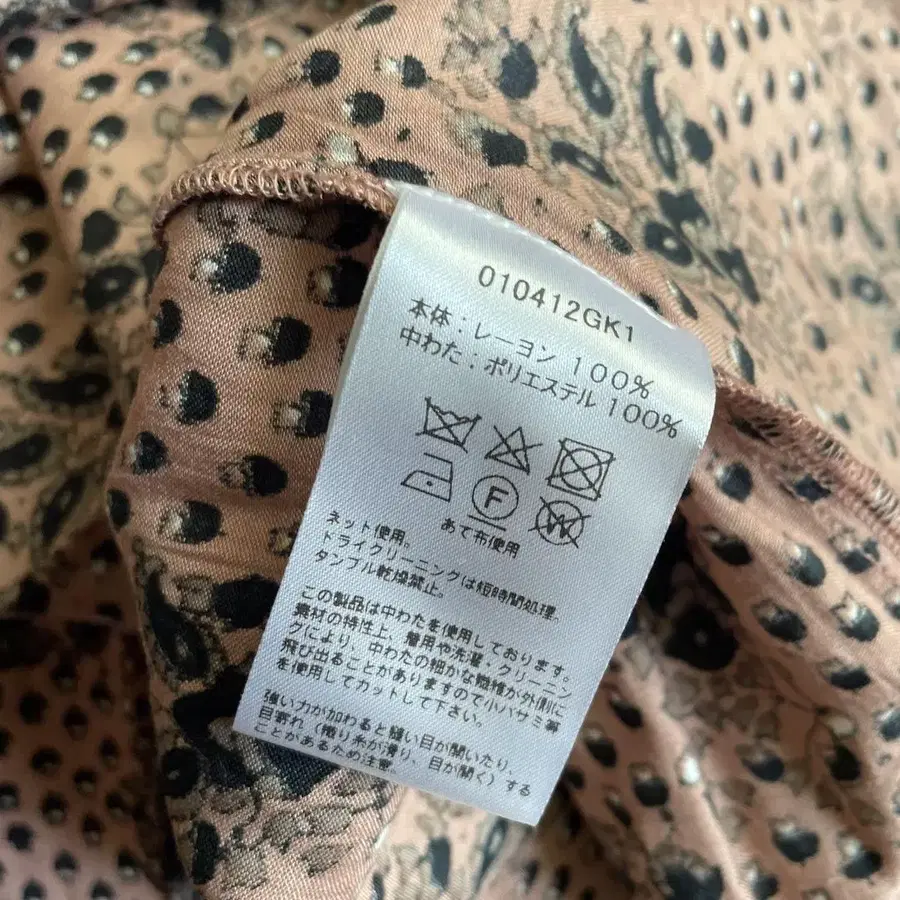 010412GK1
本体：レーヨン 100%
中わた：ポリエステル 100%
F
W
あて布使用
ネット使用。
ドライクリーニングは短時間処理。
タンブル乾燥禁止。
この製品は中わたを使用しております。
素材の特性上、着用や洗濯・クリーニン
グにより、中わたの細かな繊維が外側に
飛び出ることがありますので小バサミ等
を使用してカットして下さい。
強い力が加わると縫い目が開いたり、
目寄れ（織り糸が滑り、目が開く）する
ことがあるため注意。